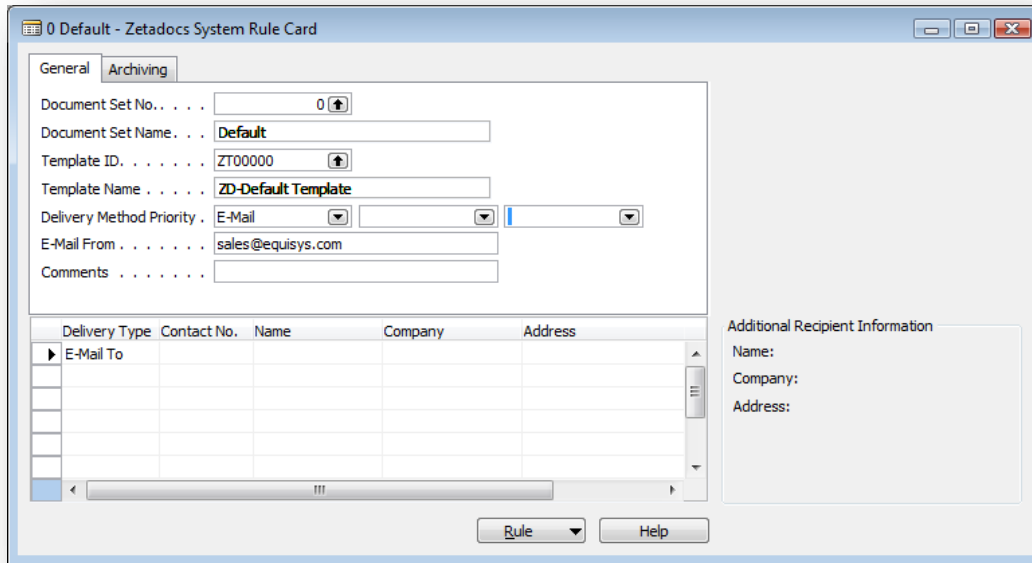 0 Default - Zetadocs System Rule Card
General Archiving
Document Set No. . . . . 0
Document Set Name. . . Default
Template ID. . . . . . . ZT00000
Template Name . . . . . ZD-Default Template
Delivery Method Priority . E-Mail
E-Mail From . . . . . . . sales@equisys.com
Comments . . . . . . .
Delivery Type Contact No. Name Company Address
E-Mail To
Additional Recipient Information
Name:
Company:
Address:
Rule Help